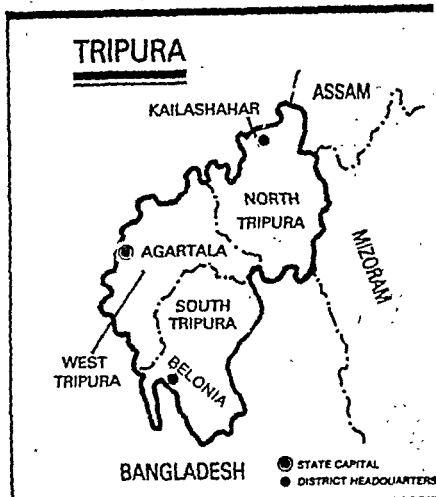 TRIPURA
KAILASHAHAR
ASSAM
NORTH
TRIPURA
MIZORAM
AGARTALA
SOUTH
TRIPURA
WEST
TRIPURA
BELONIA
BANGLADESH
STATE CAPITAL
DISTRICT HEADQUARTERS